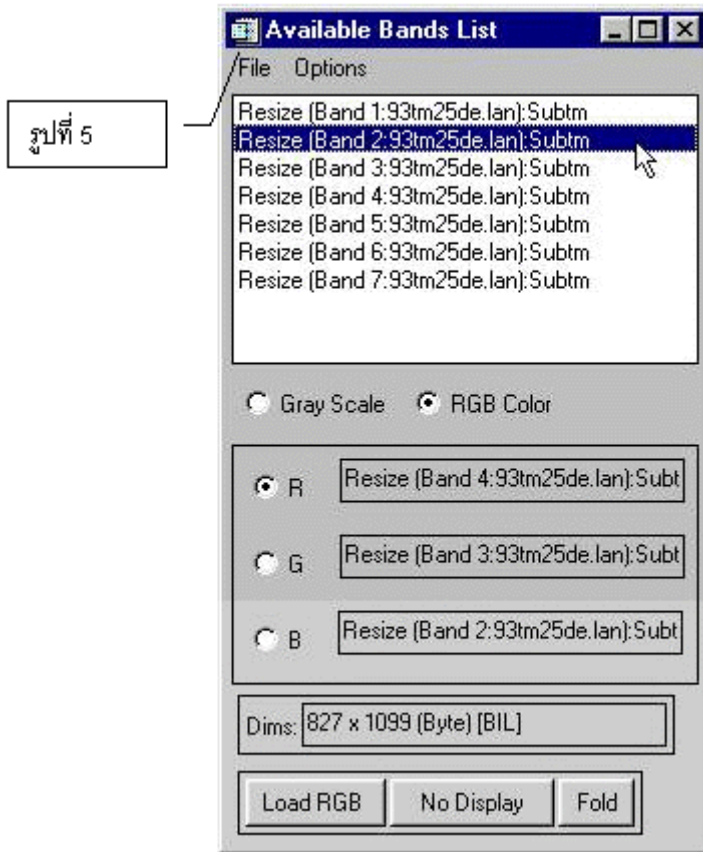 Available Bands List
File Options
รูปที่ 5
Resize (Band 1:93tm25de.lan):Subtm
Resize (Band 2:93tm25de.lan):Subtm
Resize (Band 3:93tm25de.lan):Subtm
Resize (Band 4:93tm25de.lan):Subtm
Resize (Band 5:93tm25de.lan):Subtm
Resize (Band 6:93tm25de.lan):Subtm
Resize (Band 7:93tm25de.lan):Subtm
Gray Scale RGB Color
R Resize (Band 4:93tm25de.lan):Subt
G Resize (Band 3:93tm25de.lan):Subt
B Resize (Band 2:93tm25de.lan):Subt
Dims: 827 x 1099 (Byte) [BIL]
Load RGB No Display Fold